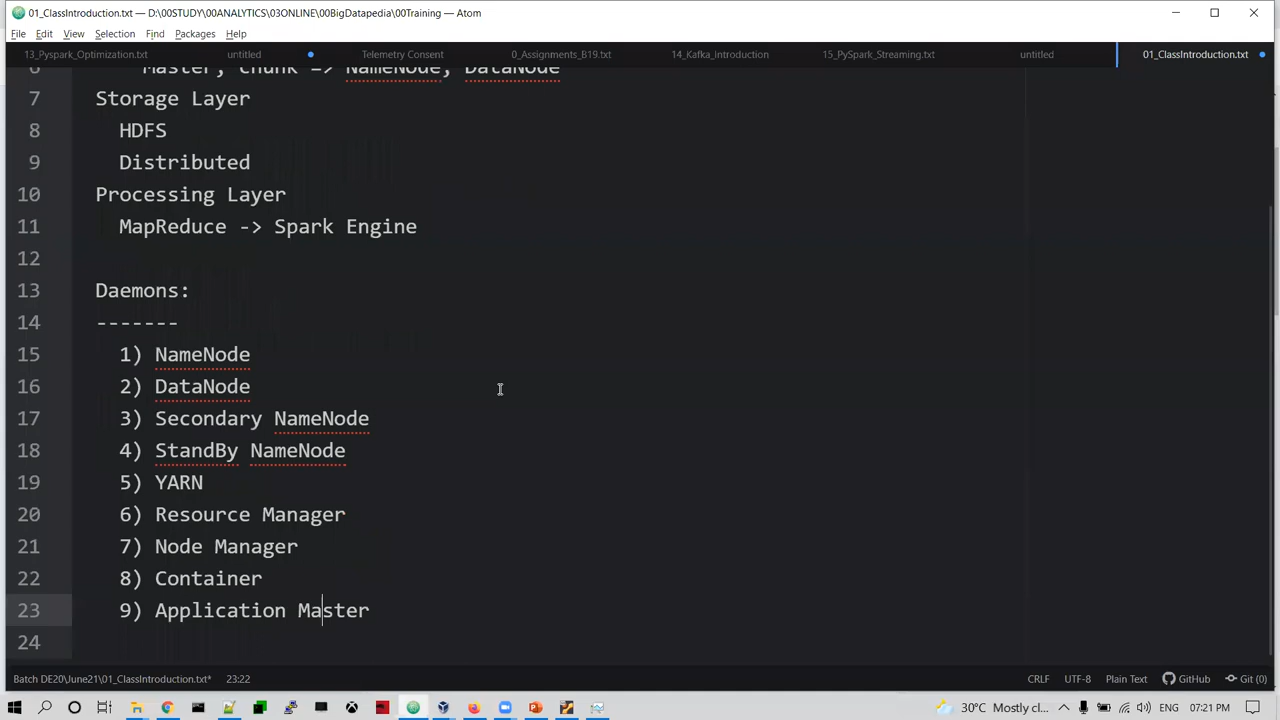 01_ClassIntroduction.txt — D:\00STUDY\00ANALYTICS\03ONLINE\00BigDatapedia\00Training — Atom
File Edit View Selection Find Packages Help
13_Pyspark_Optimization.txt untitled Telemetry Consent 0_Assignments_B19.txt 14_Kafka_Introduction 15_PySpark_Streaming.txt untitled 01_ClassIntroduction.txt
6 Master, Chunk => NameNode, DataNode
7 Storage Layer
8 HDFS
9 Distributed
10 Processing Layer
11 MapReduce -> Spark Engine
12
13 Daemons:
14 -------
15 1) NameNode
16 2) DataNode
17 3) Secondary NameNode
18 4) StandBy NameNode
19 5) YARN
20 6) Resource Manager
21 7) Node Manager
22 8) Container
23 9) Application Master
24
Batch DE20\June21\01_ClassIntroduction.txt* 23:22 CRLF UTF-8 Plain Text GitHub Git (0)
30°C Mostly cl... ENG 07:21 PM